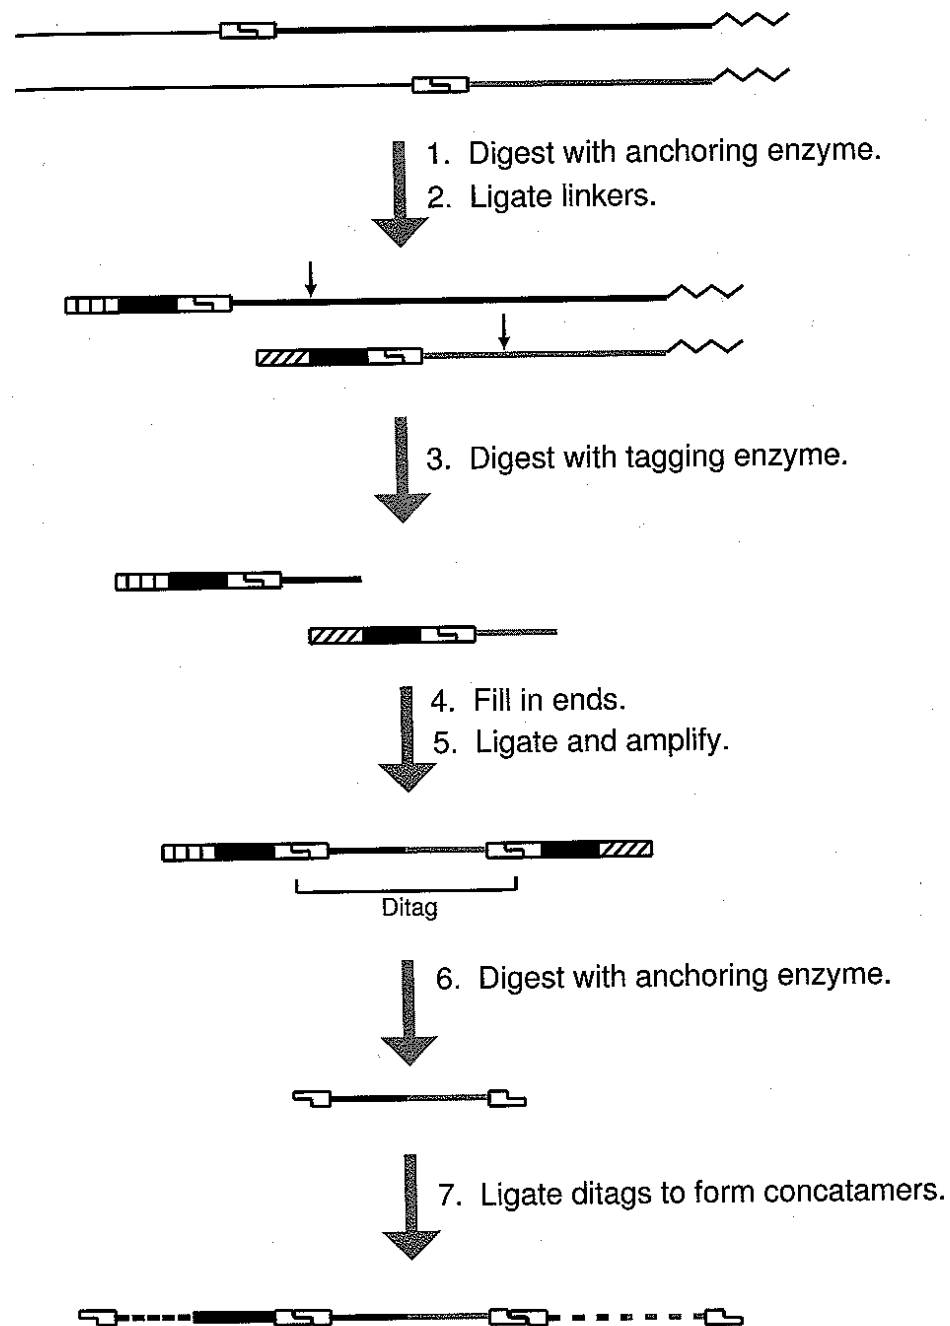 1. Digest with anchoring enzyme.
2. Ligate linkers.
3. Digest with tagging enzyme.
4. Fill in ends.
5. Ligate and amplify.
Ditag
6. Digest with anchoring enzyme.
7. Ligate ditags to form concatamers.